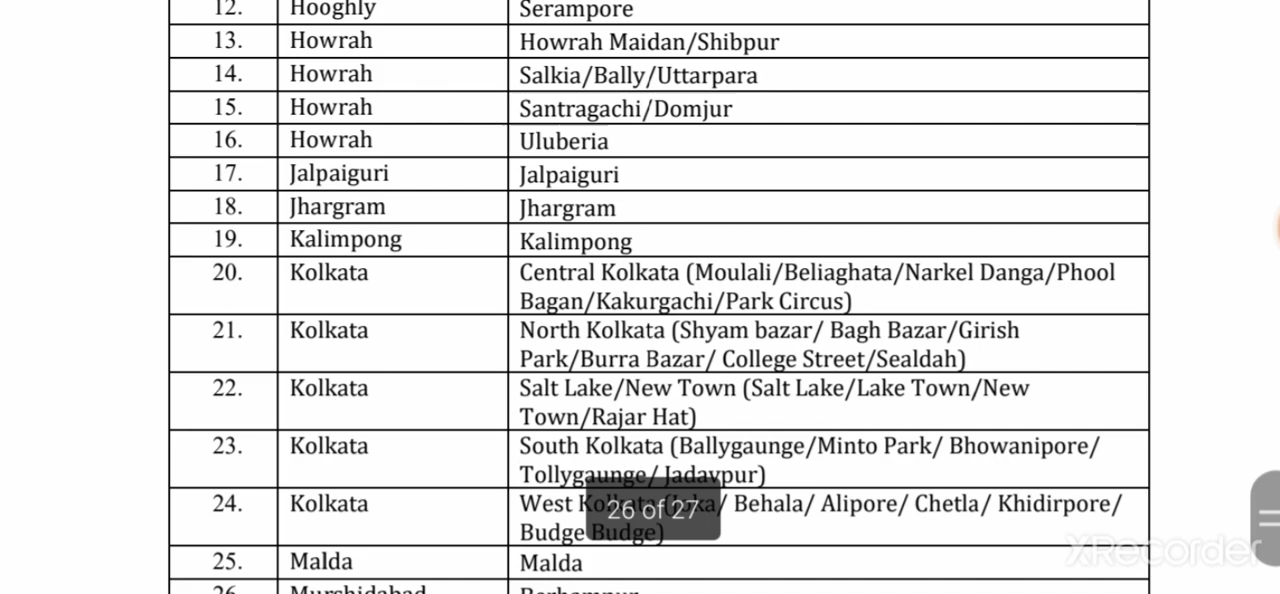 12. Hooghly Serampore
13. Howrah Howrah Maidan/Shibpur
14. Howrah Salkia/Bally/Uttarpara
15. Howrah Santragachi/Domjur
16. Howrah Uluberia
17. Jalpaiguri Jalpaiguri
18. Jhargram Jhargram
19. Kalimpong Kalimpong
20. Kolkata Central Kolkata (Moulali/Beliaghata/Narkel Danga/Phool
Bagan/Kakurgachi/Park Circus)
21. Kolkata North Kolkata (Shyam bazar/ Bagh Bazar/Girish
Park/Burra Bazar/ College Street/Sealdah)
22. Kolkata Salt Lake/New Town (Salt Lake/Lake Town/New
Town/Rajar Hat)
23. Kolkata South Kolkata (Ballygaunge/Minto Park/ Bhowanipore/
Tollygaunge/ Jadavpur)
24. Kolkata West Kolkata (Joka/ Behala/ Alipore/ Chetla/ Khidirpore/
Budge Budge)
26 of 27
25. Malda Malda
XRecorder
26. Murshidabad Berhampur